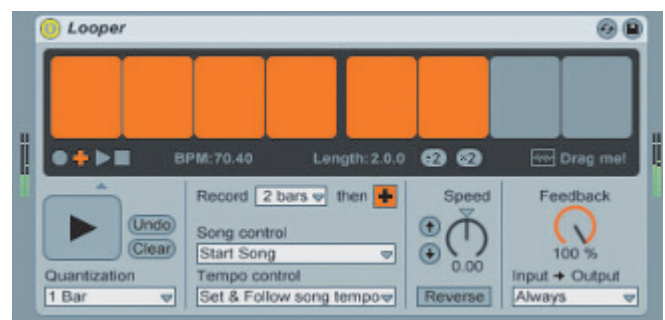 Looper
BPM:70.40 Length:2.0.0 ÷2 ×2 Drag me!
Record 2 bars then Speed Feedback
Undo
Clear
Song control
Start Song
0.00 100 %
Quantization Tempo control Input → Output
1 Bar Set & Follow song tempo Reverse Always